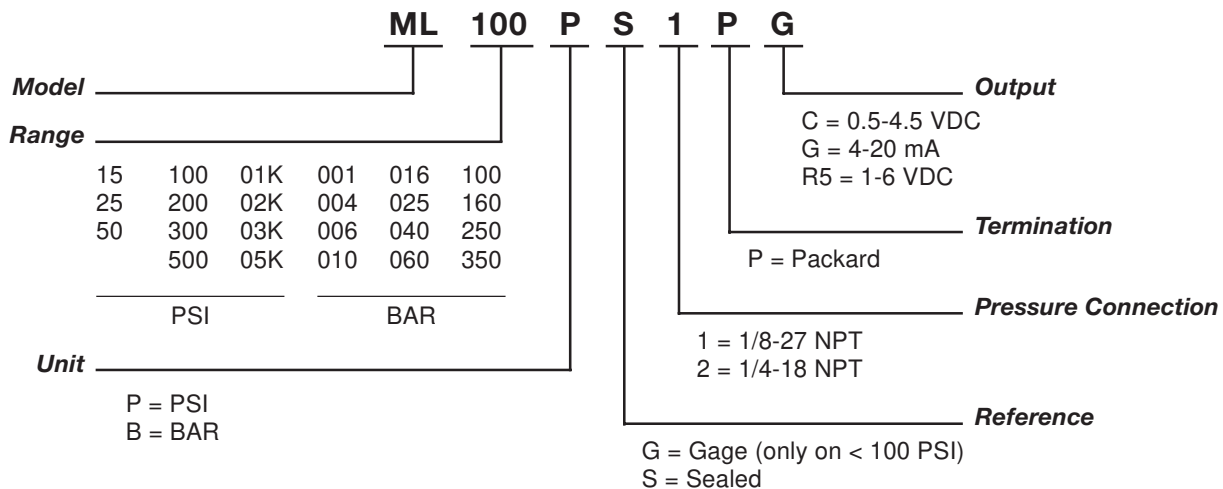 ML 100 P S 1 P G
Model
Output
C = 0.5-4.5 VDC
G = 4-20 mA
R5 = 1-6 VDC
Range
15 100 01K 001 016 100
25 200 02K 004 025 160
50 300 03K 006 040 250
500 05K 010 060 350
PSI BAR
Termination
P = Packard
Pressure Connection
1 = 1/8-27 NPT
2 = 1/4-18 NPT
Unit
P = PSI
B = BAR
Reference
G = Gage (only on < 100 PSI)
S = Sealed